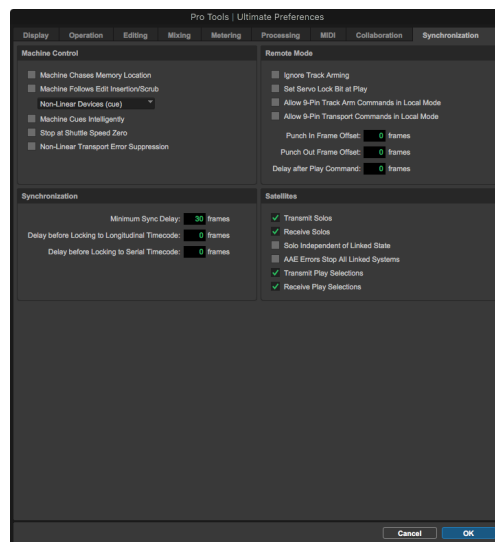 Pro Tools | Ultimate Preferences
Display Operation Editing Mixing Metering Processing MIDI Collaboration Synchronization
Machine Control
Machine Chases Memory Location
Machine Follows Edit Insertion/Scrub
Non-Linear Devices (cue)
Machine Cues Intelligently
Stop at Shuttle Speed Zero
Non-Linear Transport Error Suppression
Remote Mode
Ignore Track Arming
Set Servo Lock Bit at Play
Allow 9-Pin Track Arm Commands in Local Mode
Allow 9-Pin Transport Commands in Local Mode
Punch In Frame Offset: 0 frames
Punch Out Frame Offset: 0 frames
Delay after Play Command: 0 frames
Synchronization
Minimum Sync Delay: 30 frames
Delay before Locking to Longitudinal Timecode: 0 frames
Delay before Locking to Serial Timecode: 0 frames
Satellites
Transmit Solos
Receive Solos
Solo Independent of Linked State
AAE Errors Stop All Linked Systems
Transmit Play Selections
Receive Play Selections
Cancel OK